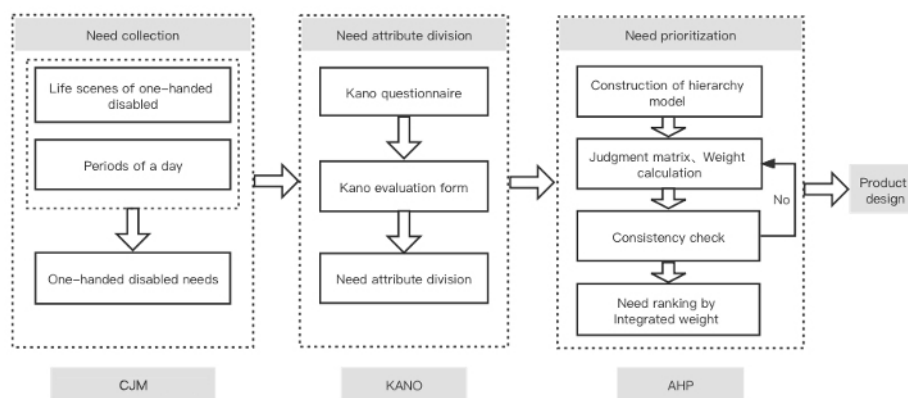 Need collection
Life scenes of one-handed
disabled
Periods of a day
One-handed disabled needs
CJM
Need attribute division
Kano questionnaire
Kano evaluation form
Need attribute division
KANO
Need prioritization
Construction of hierarchy
model
Judgment matrix、Weight
calculation
No
Consistency check
Need ranking by
Integrated weight
AHP
Product
design